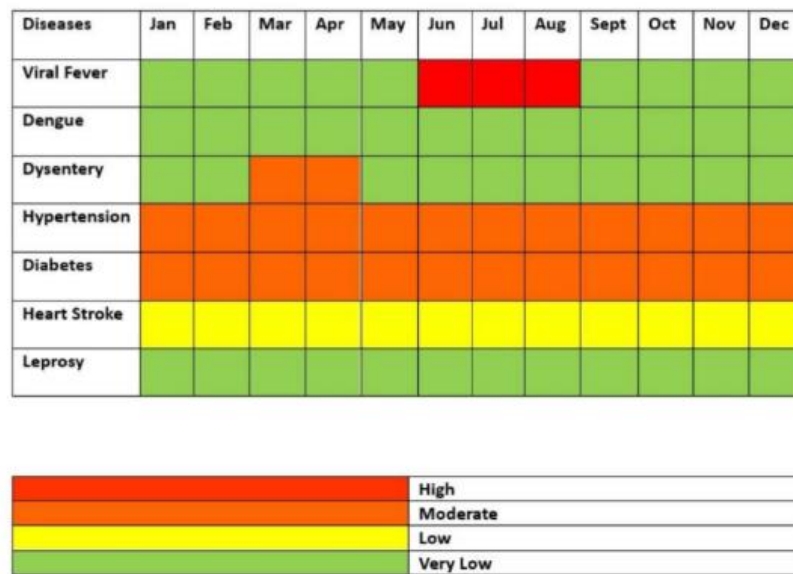 Diseases Jan Feb Mar Apr May Jun Jul Aug Sept Oct Nov Dec
Viral Fever
Dengue
Dysentery
Hypertension
Diabetes
Heart Stroke
Leprosy
High
Moderate
Low
Very Low